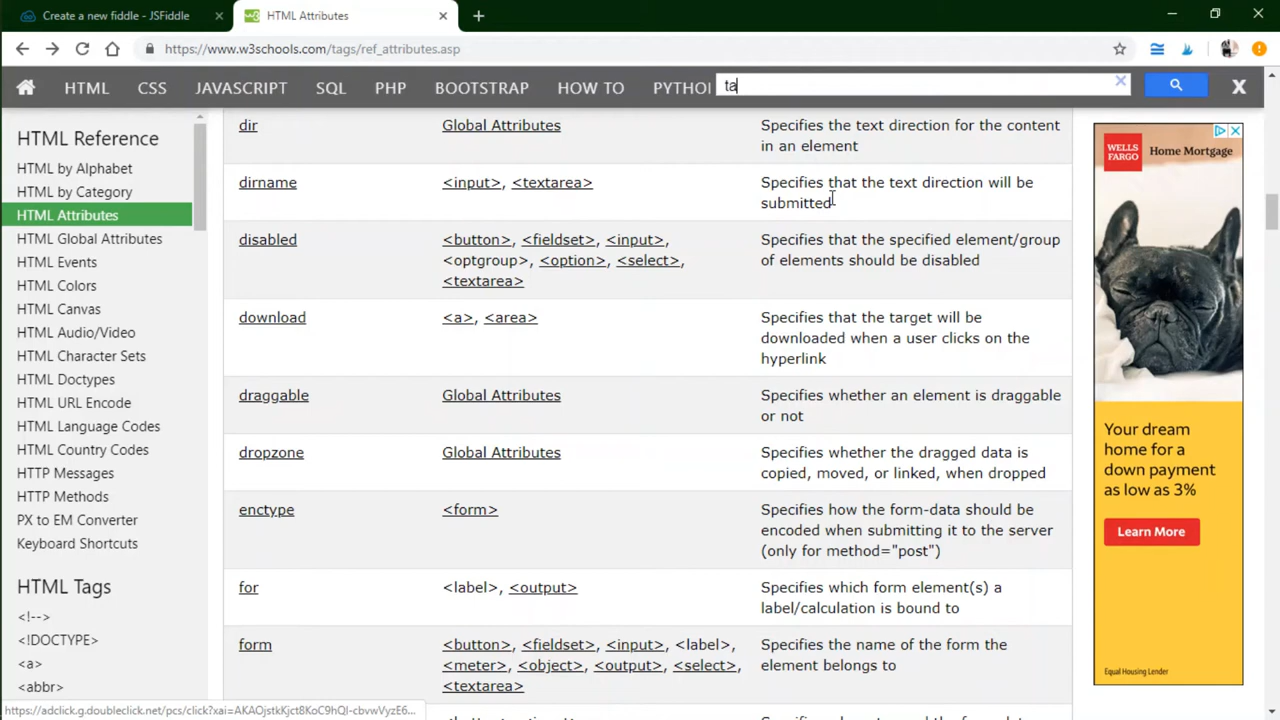 Create a new fiddle - JSFiddle
HTML Attributes
https://www.w3schools.com/tags/ref_attributes.asp
HTML CSS JAVASCRIPT SQL PHP BOOTSTRAP HOW TO PYTHO ta X
HTML Reference
HTML by Alphabet
HTML by Category
HTML Attributes
HTML Global Attributes
HTML Events
HTML Colors
HTML Canvas
HTML Audio/Video
HTML Character Sets
HTML Doctypes
HTML URL Encode
HTML Language Codes
HTML Country Codes
HTTP Messages
HTTP Methods
PX to EM Converter
Keyboard Shortcuts
HTML Tags
<!-->
<!DOCTYPE>
<a>
<abbr>
dir Global Attributes Specifies the text direction for the content
in an element
dirname <input>, <textarea> Specifies that the text direction will be
submitted
disabled <button>, <fieldset>, <input>, Specifies that the specified element/group
<optgroup>, <option>, <select>, of elements should be disabled
<textarea>
download <a>, <area> Specifies that the target will be
downloaded when a user clicks on the
hyperlink
draggable Global Attributes Specifies whether an element is draggable
or not
dropzone Global Attributes Specifies whether the dragged data is
copied, moved, or linked, when dropped
enctype <form> Specifies how the form-data should be
encoded when submitting it to the server
(only for method="post")
for <label>, <output> Specifies which form element(s) a
label/calculation is bound to
form <button>, <fieldset>, <input>, <label>, Specifies the name of the form the
<meter>, <object>, <output>, <select>, element belongs to
<textarea>
WELLS
FARGO
Home Mortgage
Your dream
home for a
down payment
as low as 3%
Learn More
Equal Housing Lender